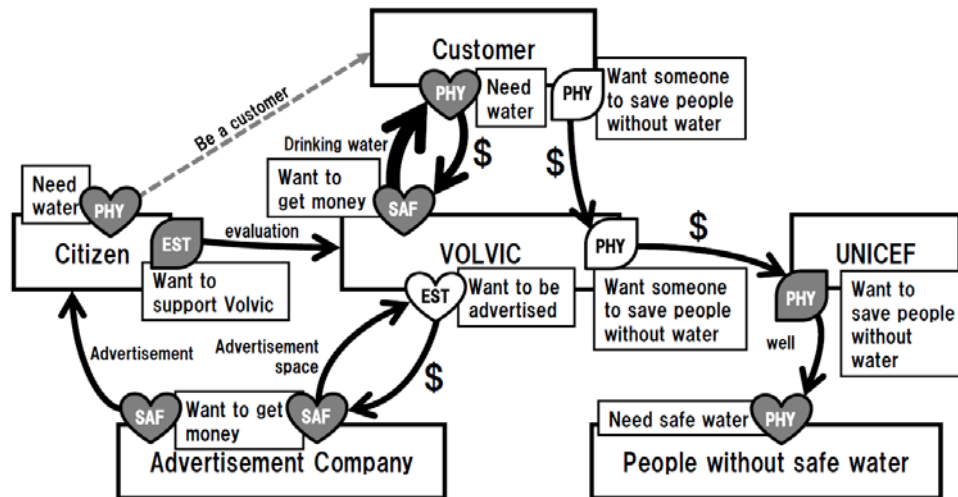 Customer
PHY
Need
water
PHY
Want someone
to save people
without water
Be a customer
Drinking water
$
$
Need
water
PHY
Want to
get money
SAF
Citizen
EST
evaluation
VOLVIC
PHY
$
UNICEF
Want to
support Volvic
EST
Want to be
advertised
Want someone
to save people
without water
PHY
Want to
save people
without
water
Advertisement
Advertisement
space
$
well
SAF
Want to get
money
SAF
Need safe water
PHY
Advertisement Company
People without safe water